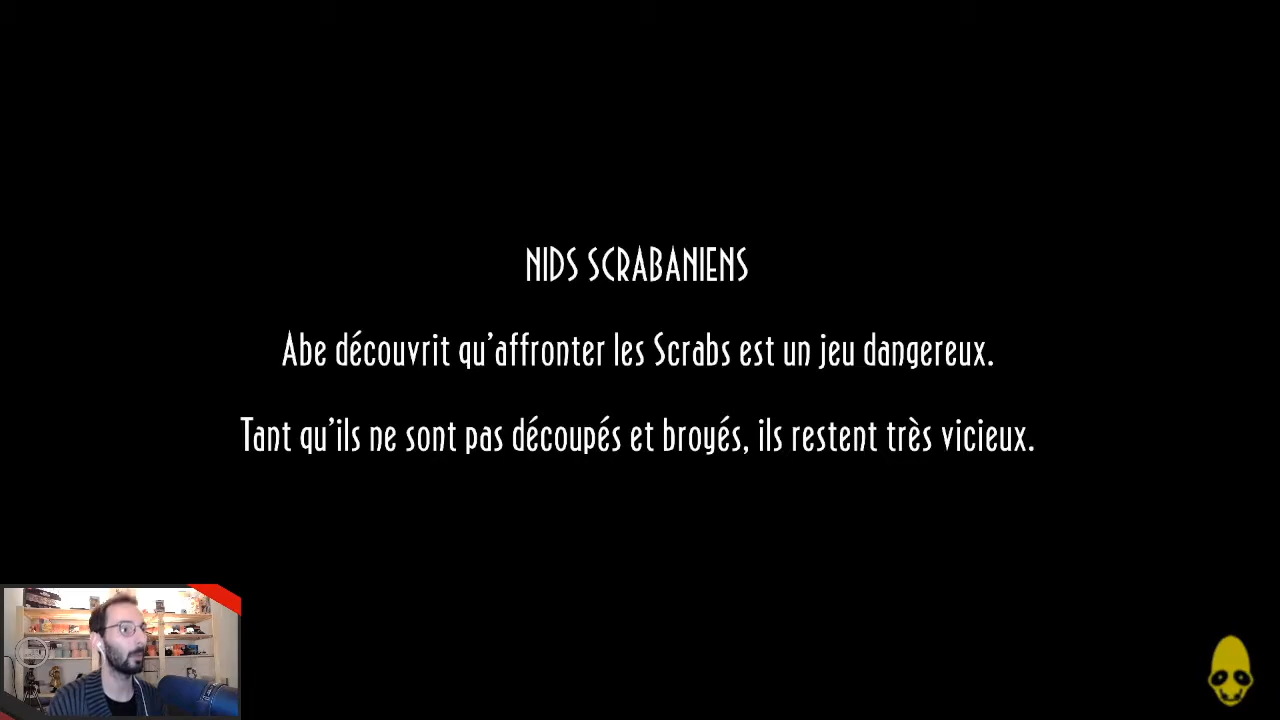 NIDS SCRABANIENS
Abe découvrit qu'affronter les Scrabs est un jeu dangereux.
Tant qu'ils ne sont pas découpés et broyés, ils restent très vicieux.